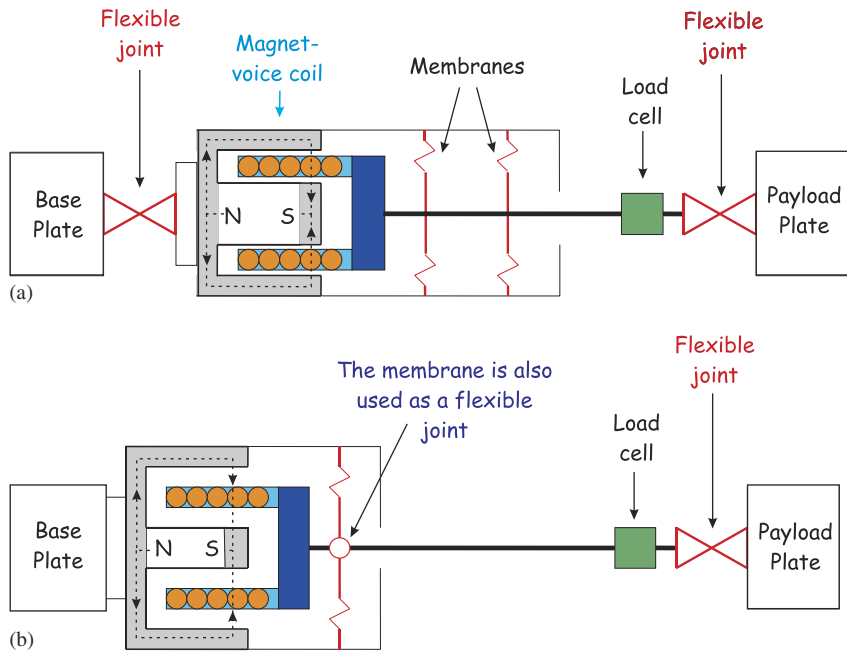 Flexible
joint
Magnet-
voice coil
Membranes
Load
cell
Flexible
joint
Base
Plate
N S
Payload
Plate
(a)
The membrane is also
used as a flexible
joint
Flexible
joint
Load
cell
Base
Plate
N S
Payload
Plate
(b)